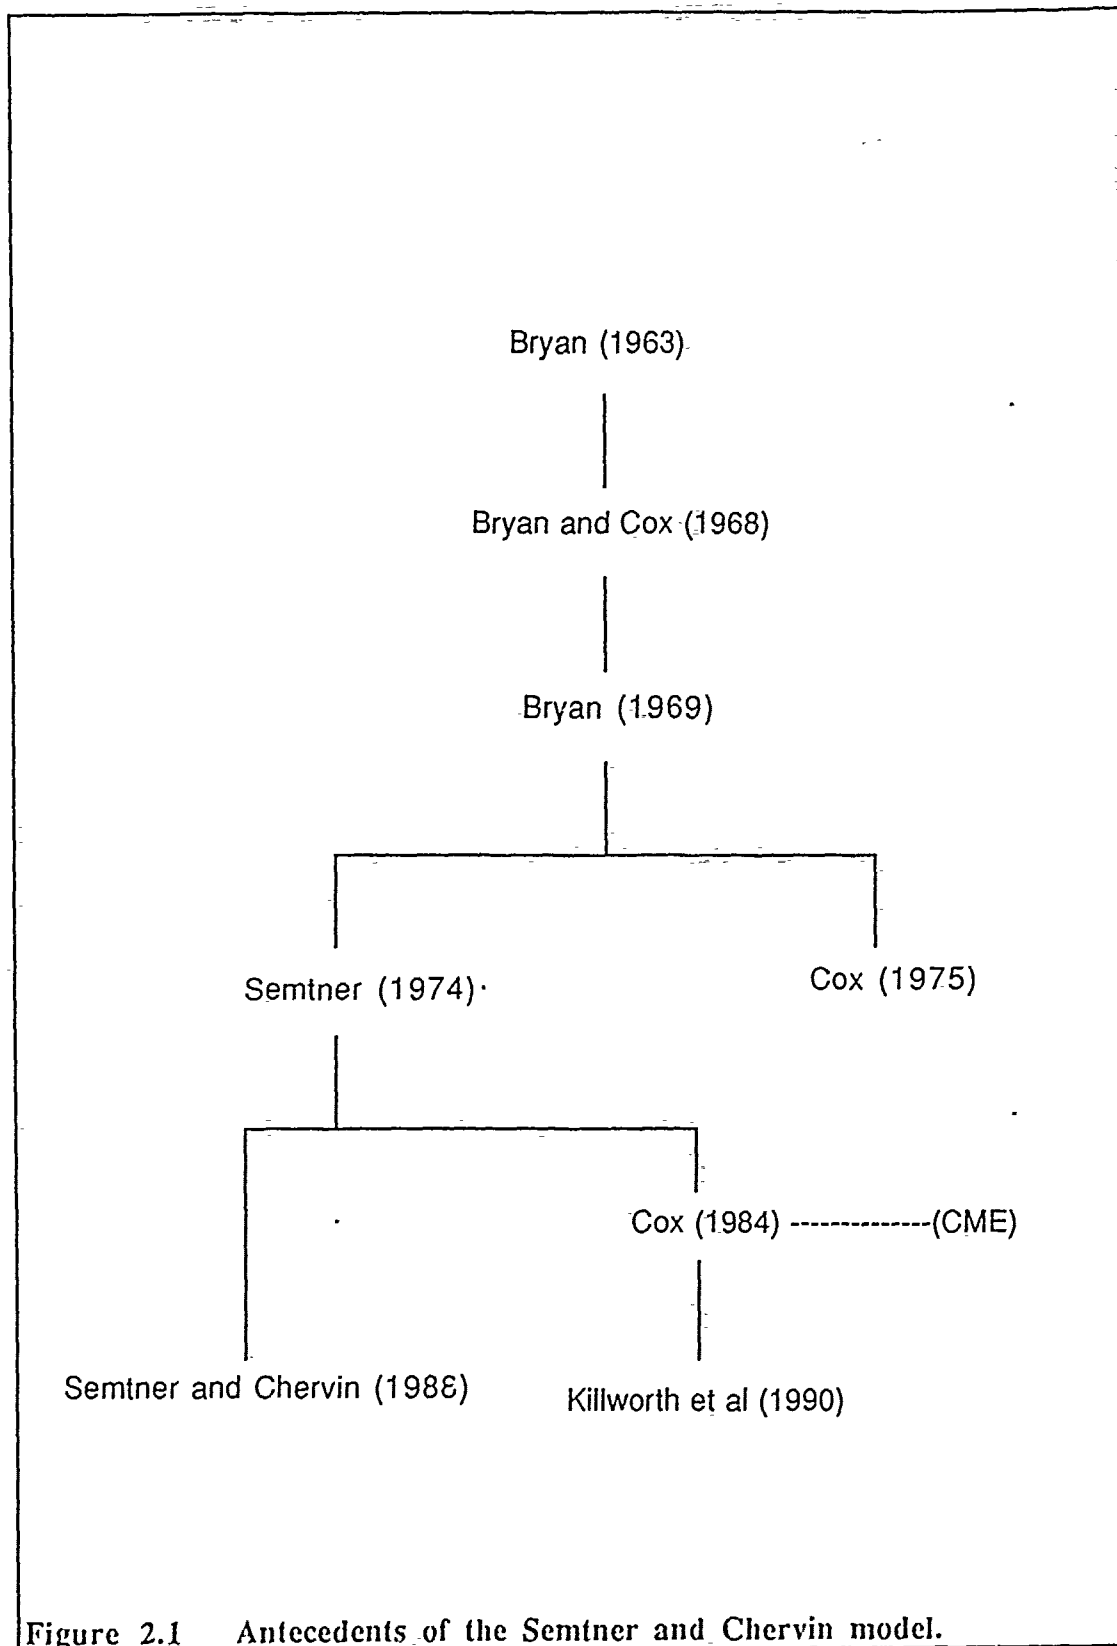 Bryan (1963)
Bryan and Cox (1968)
Bryan (1969)
Semtner (1974)
Cox (1975)
Cox (1984) --------------(CME)
Semtner and Chervin (1988)
Killworth et al (1990)
Figure 2.1 Antecedents of the Semtner and Chervin model.